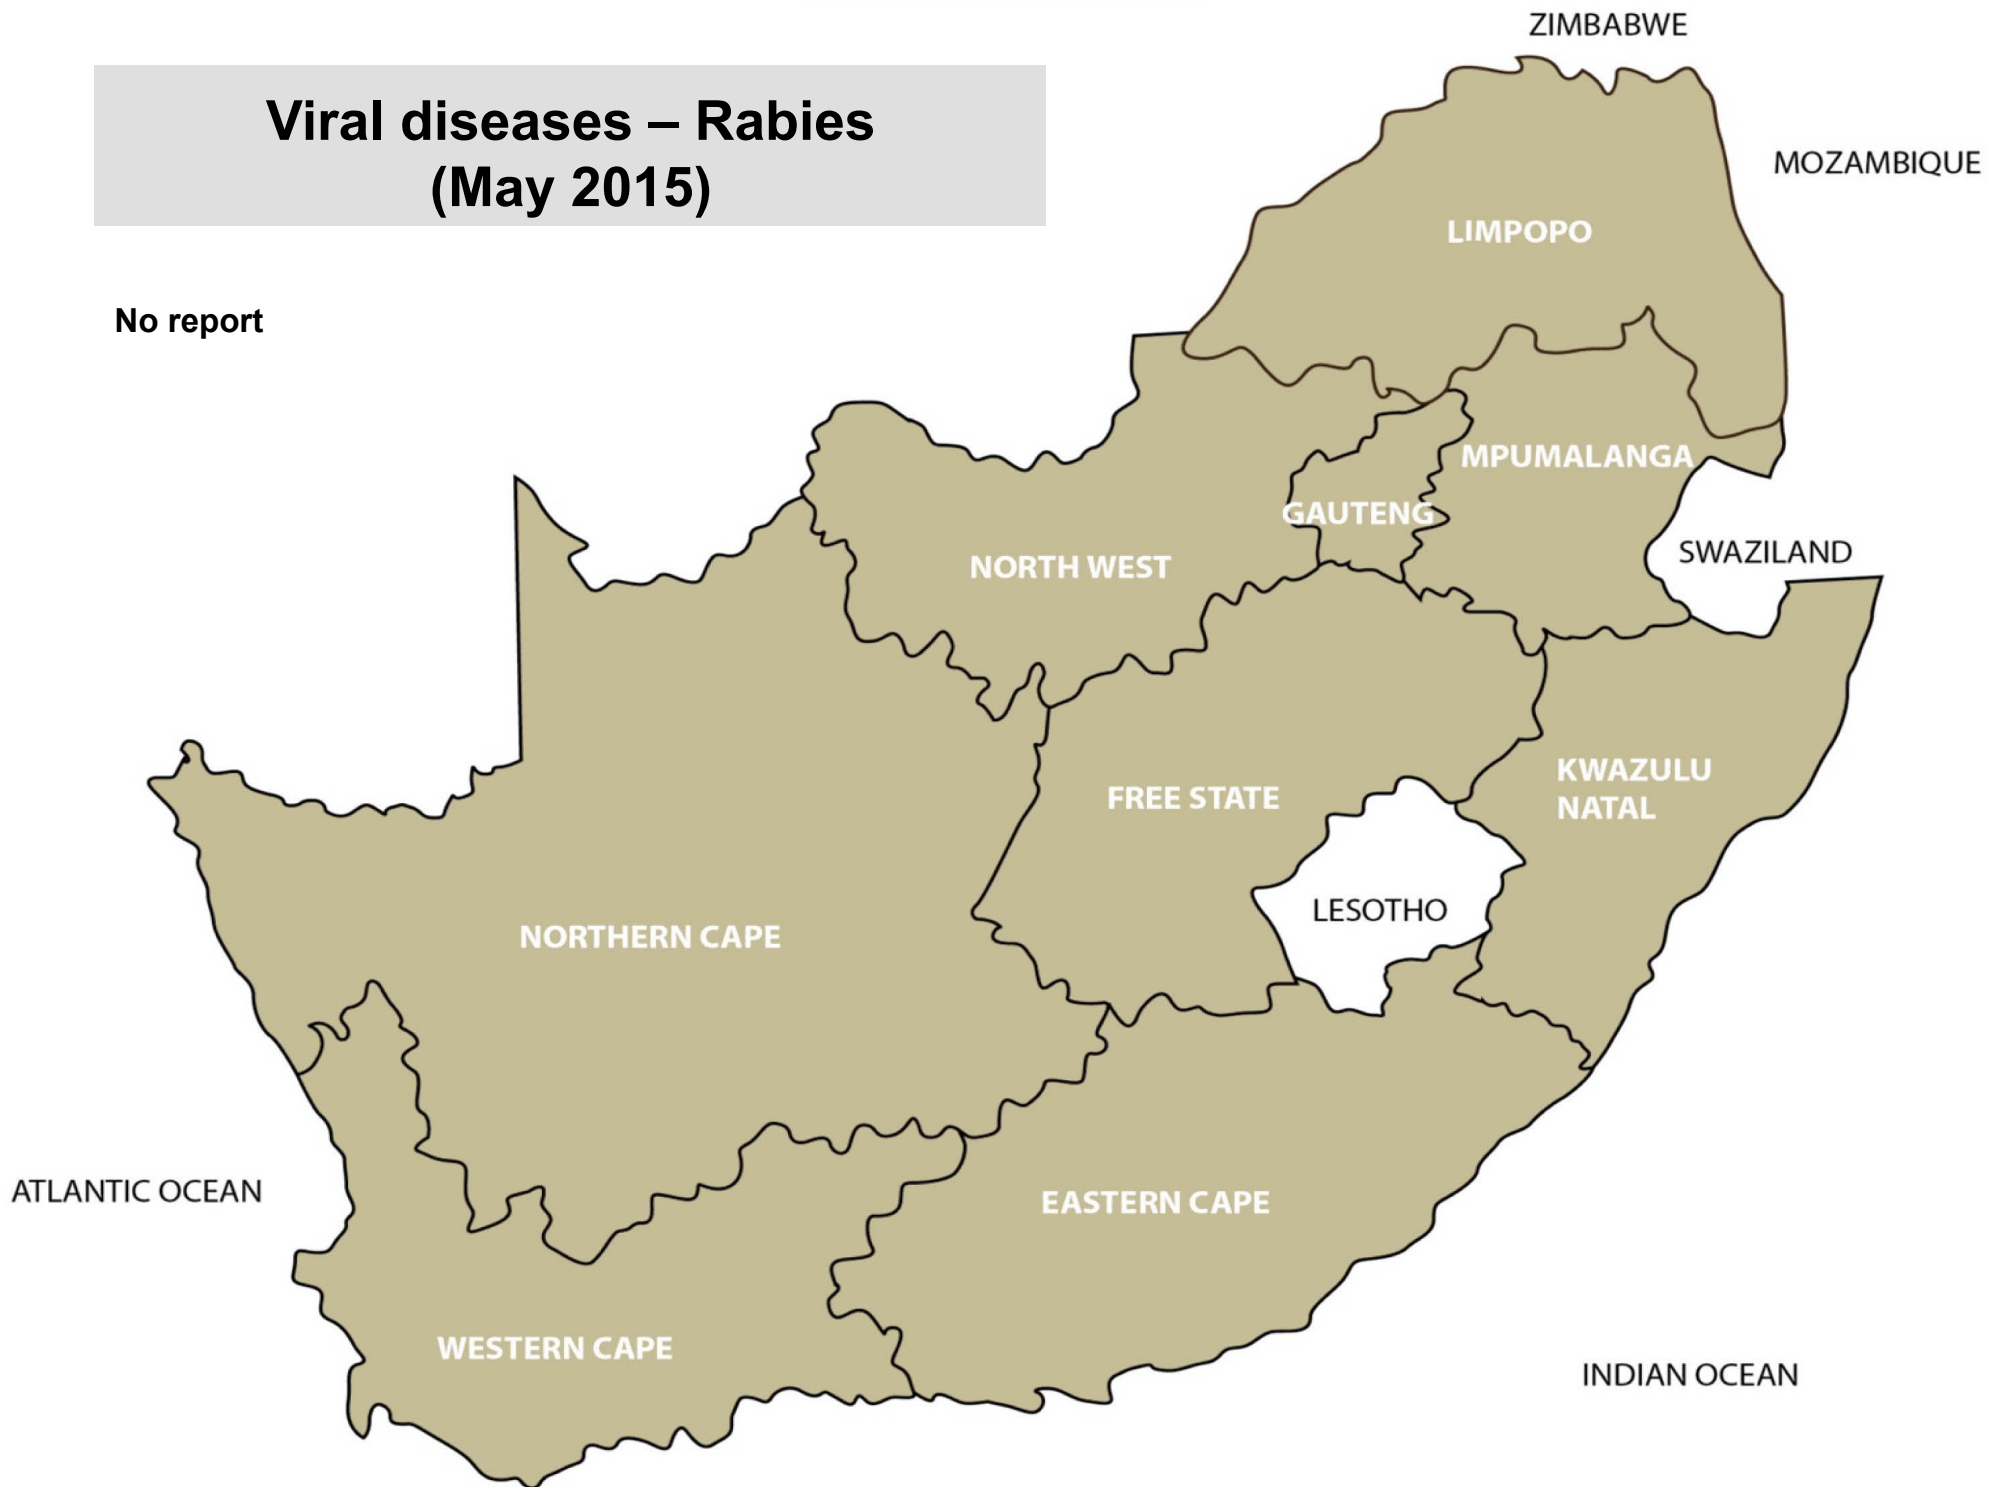 ZIMBABWE
Viral diseases – Rabies
(May 2015)
MOZAMBIQUE
LIMPOPO
No report
MPUMALANGA
GAUTENG
SWAZILAND
NORTH WEST
KWAZULU
NATAL
FREE STATE
LESOTHO
NORTHERN CAPE
ATLANTIC OCEAN
EASTERN CAPE
WESTERN CAPE
INDIAN OCEAN